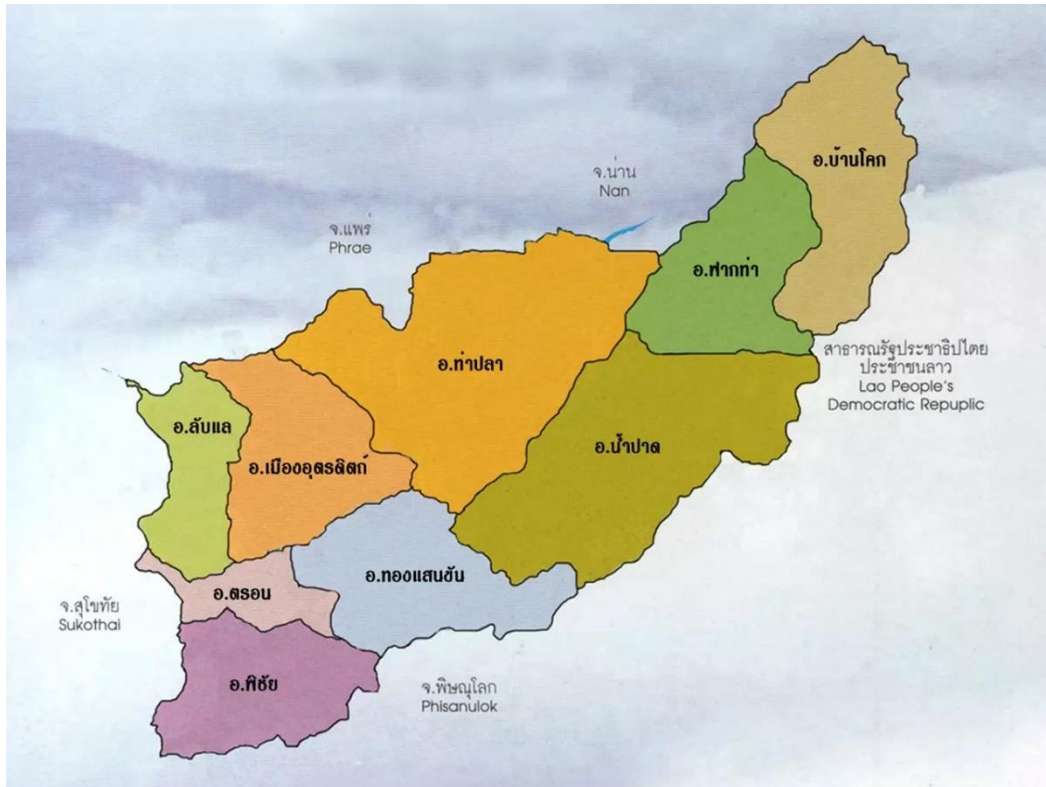 อ.บ้านโคก
จ.น่าน
Nan
จ.แพร่
Phrae
อ.ฟากท่า
อ.ท่าปลา
สาธารณรัฐประชาธิปไตย
ประชาชนลาว
Lao People's
Democratic Repuplic
อ.ลับแล
อ.น้ำปาด
อ.เมืองอุตรดิตถ์
อ.ทองแสนขัน
อ.ตรอน
จ.สุโขทัย
Sukothai
อ.พิชัย
จ.พิษณุโลก
Phisanulok